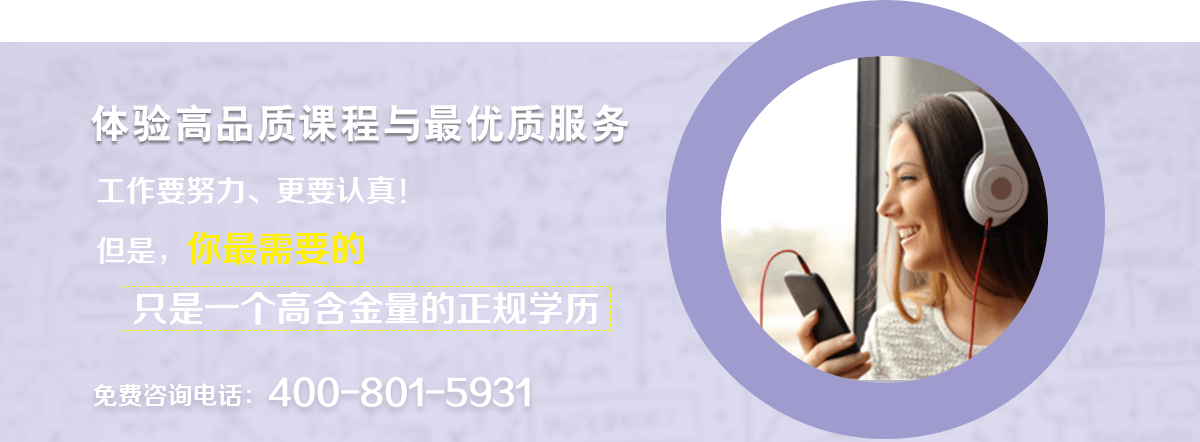 体验高品质课程与最优质服务
工作要努力、更要认真！
但是，你最需要的
只是一个高含金量的正规学历
免费咨询电话：400-801-5931